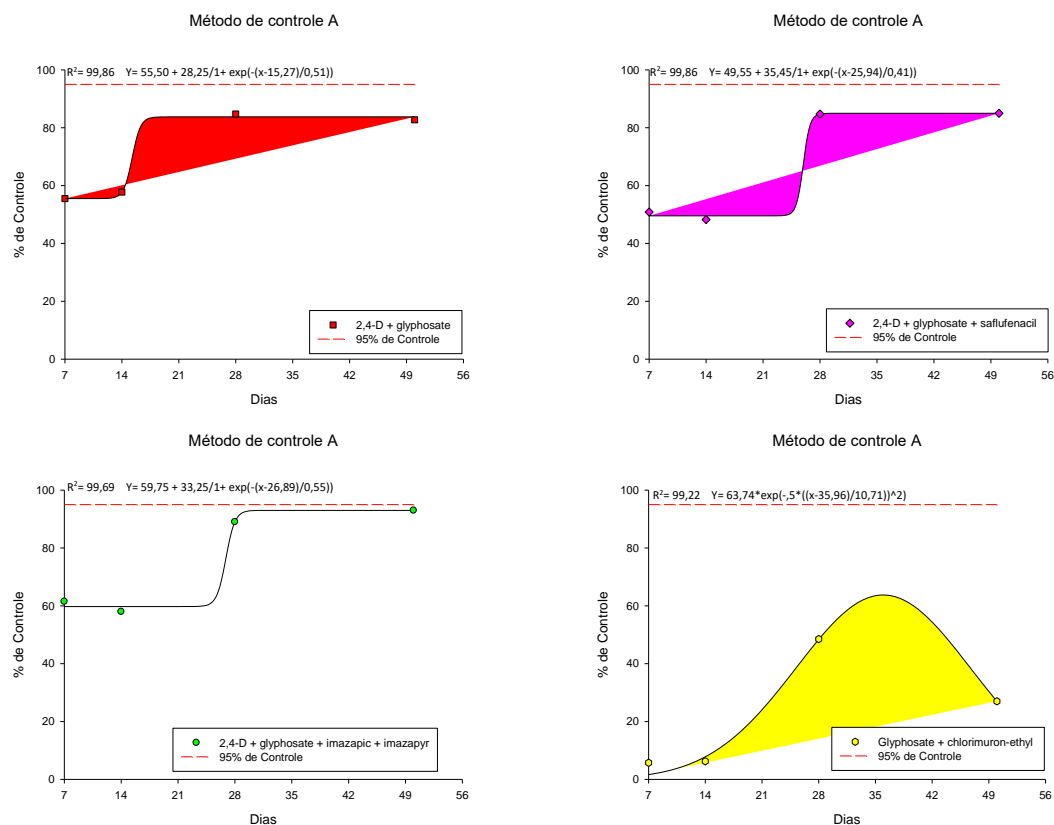 Método de controle A
R²= 99,86 Y= 55,50 + 28,25/1+ exp(-(x-15,27)/0,51))
100
80
60
40
20
0
% de Controle
2,4-D + glyphosate
95% de Controle
7 14 21 28 35 42 49 56
Dias
Método de controle A
R²= 99,86 Y= 49,55 + 35,45/1+ exp(-(x-25,94)/0,41))
100
80
60
40
20
0
% de Controle
2,4-D + glyphosate + saflufenacil
95% de Controle
7 14 21 28 35 42 49 56
Dias
Método de controle A
R²= 99,69 Y= 59,75 + 33,25/1+ exp(-(x-26,89)/0,55))
100
80
60
40
20
0
% de Controle
2,4-D + glyphosate + imazapic + imazapyr
95% de Controle
7 14 21 28 35 42 49 56
Dias
Método de controle A
R²= 99,22 Y= 63,74*exp(-,5*((x-35,96)/10,71))^2)
100
80
60
40
20
0
% de Controle
Glyphosate + chlorimuron-ethyl
95% de Controle
7 14 21 28 35 42 49 56
Dias